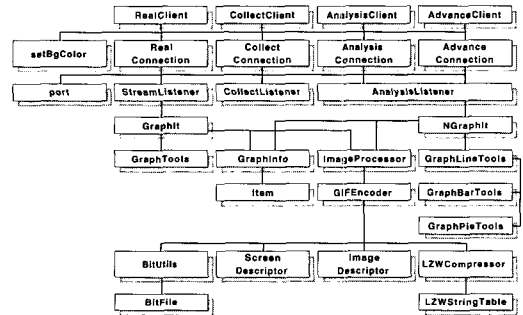 RealClient CollectClient AnalysisClient AdvanceClient
setBgColor Real Connection Collect Connection Analysis Connection Advance Connection
port StreamListener CollectListener AnalysisListener
GraphIt NGraphIt
GraphTools GraphInfo ImageProcessor GraphLineTools
Item GIFEncoder GraphBarTools
GraphPieTools
BitUtils Screen Descriptor Image Descriptor LZWCompressor
BitFile LZWStringTable